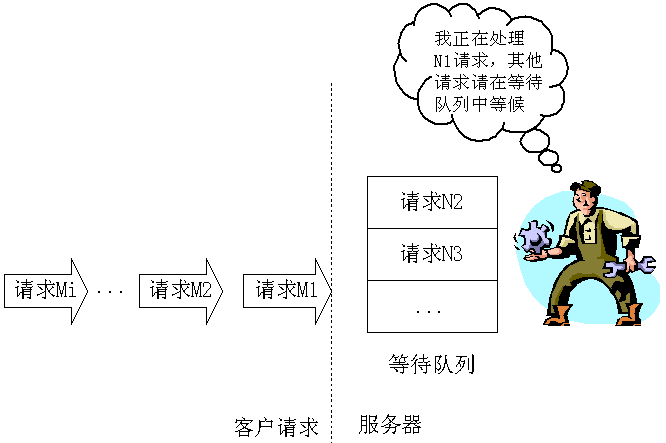 我正在处理
N1请求，其他
请求请在等待
队列中等候
请求N2
请求N3
...
请求Mi
...
请求M2
请求M1
等待队列
客户请求
服务器